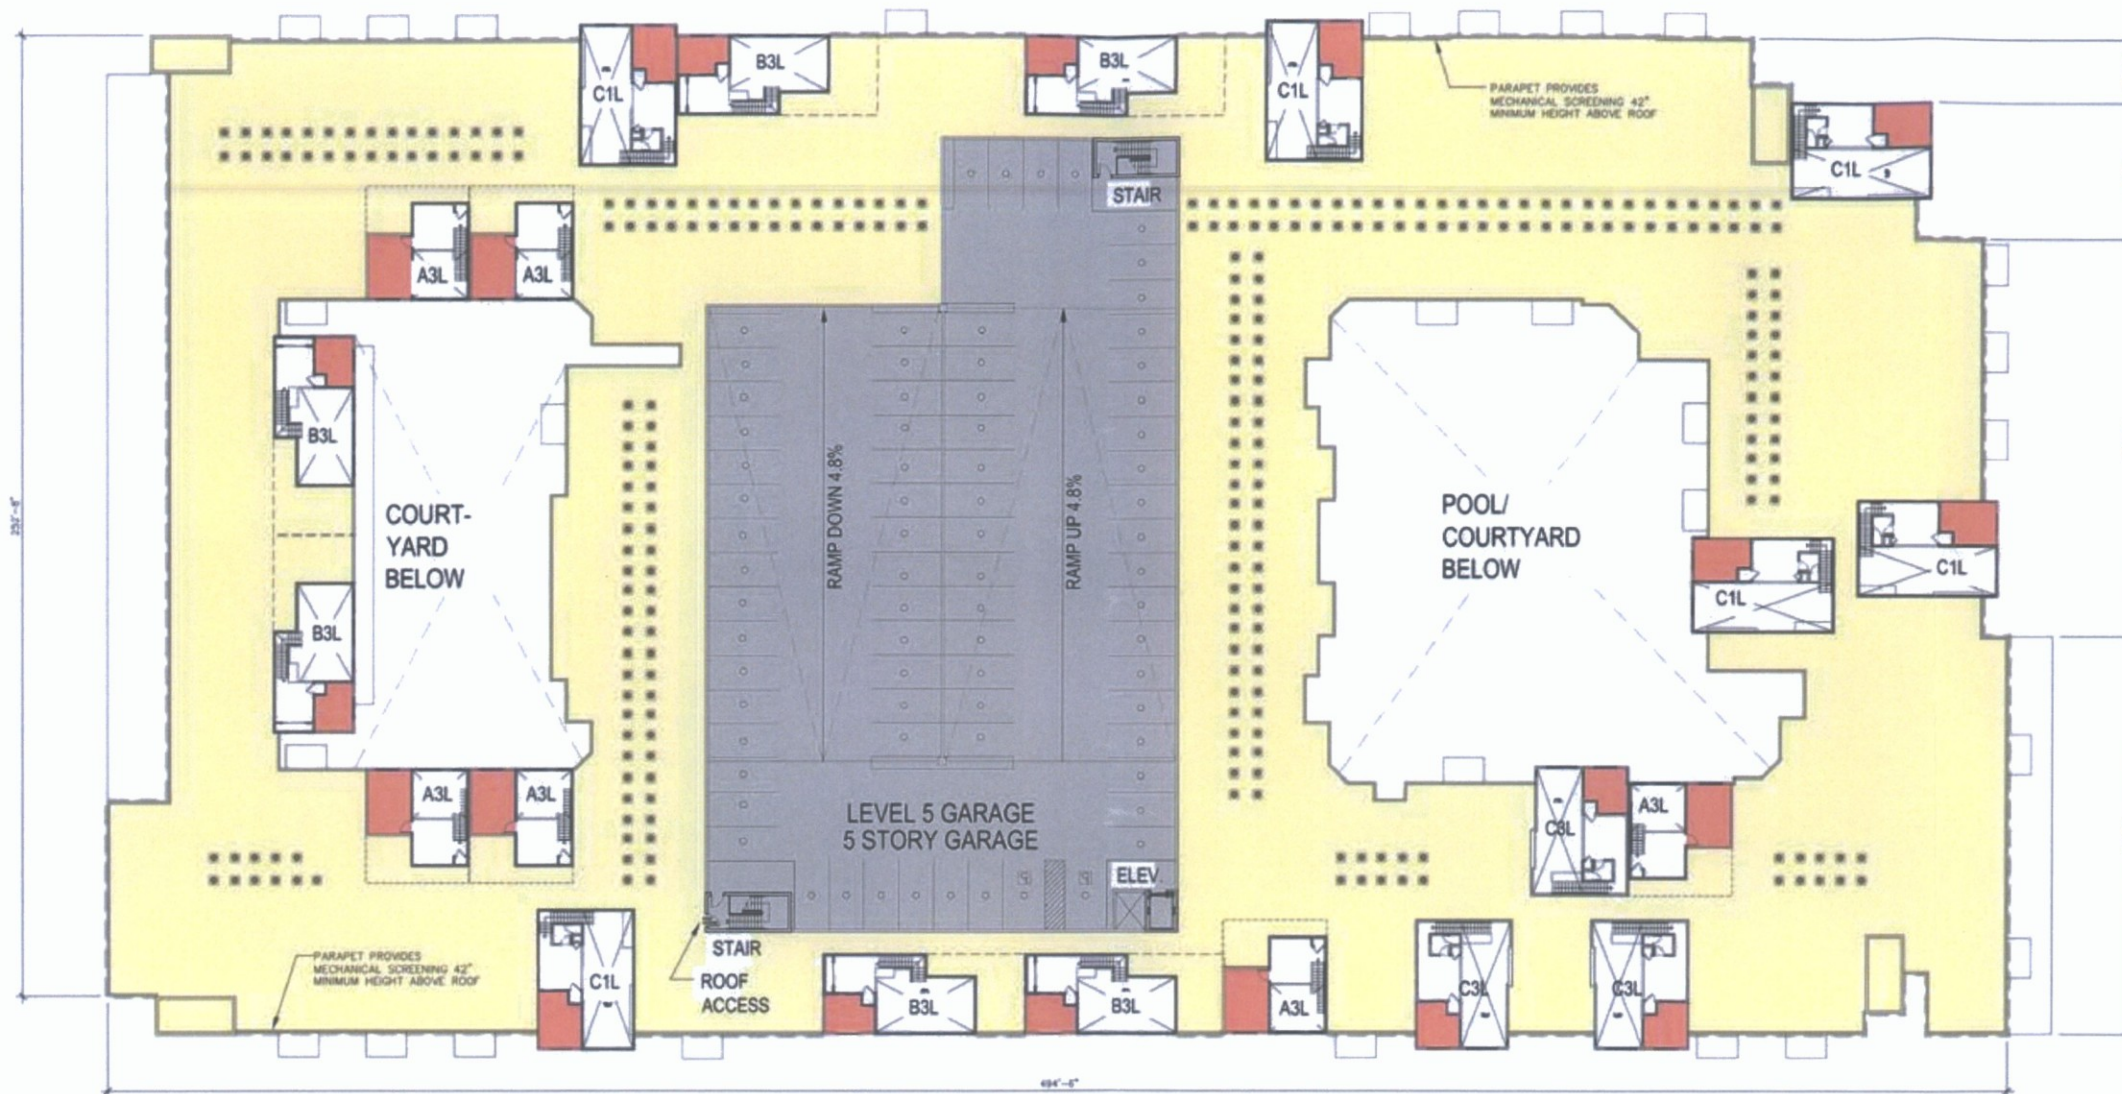 C1L
B3L
B3L
C1L
PARAPET PROVIDES
MECHANICAL SCREENING 42"
MINIMUM HEIGHT ABOVE ROOF
C1L
STAIR
A3L
A3L
B3L
COURT-
YARD
BELOW
B3L
RAMP DOWN 4.8%
RAMP UP 4.8%
POOL/
COURTYARD
BELOW
C1L
C1L
A3L
A3L
LEVEL 5 GARAGE
5 STORY GARAGE
ELEV.
C3L
A3L
STAIR
ROOF
ACCESS
PARAPET PROVIDES
MECHANICAL SCREENING 42"
MINIMUM HEIGHT ABOVE ROOF
C1L
B3L
B3L
A3L
C3L
C3L